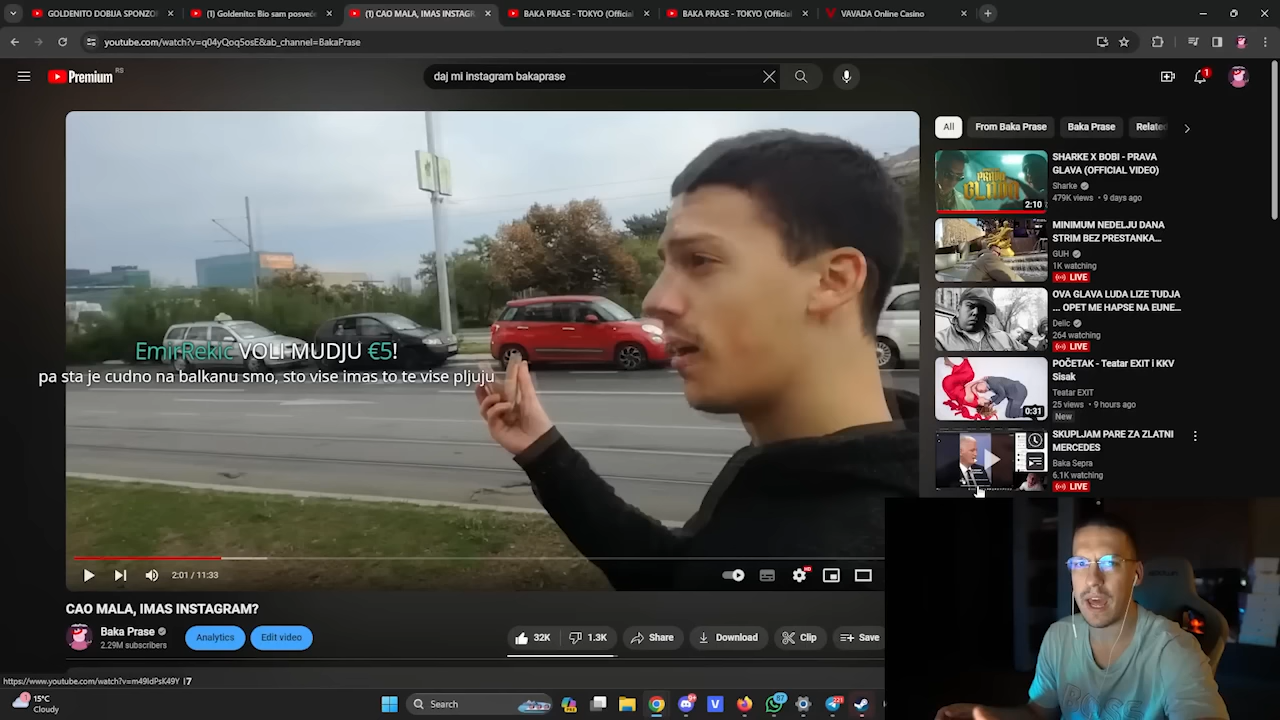 GOLDENITO DOBIJA SPONZOR
(1) Goldenito: Bio sam posveće
(1) CAO MALA, IMAS INSTAGR
BAKA PRASE - TOKYO (Official
BAKA PRASE - TOKYO (Official
VAVADA Online Casino
youtube.com/watch?v=q04yQoq5osE&ab_channel=BakaPrase
Premium RS
daj mi instagram bakaprase
1
All
From Baka Prase
Baka Prase
Related
SHARKE X BOBI - PRAVA
GLAVA (OFFICIAL VIDEO)
Sharke
479K views • 9 days ago
2:10
MINIMUM NEDELJU DANA
STRIM BEZ PRESTANKA...
GUH
1K watching
LIVE
OVA GLAVA LUDA LIZE TUDJA
... OPET ME HAPSE NA EUNE...
Delic
264 watching
LIVE
POČETAK - Teatar EXIT i KKV
Sisak
Teatar EXIT
25 views • 9 hours ago
New
0:31
SKUPLJAM PARE ZA ZLATNI
MERCEDES
Baka Sepra
6.1K watching
LIVE
EmirRekic VOLI MUDJU €5!
pa sta je cudno na balkanu smo, sto vise imas to te vise pljuju
2:01 / 11:33
HD
CAO MALA, IMAS INSTAGRAM?
Baka Prase
2.29M subscribers
Analytics
Edit video
32K
1.3K
Share
Download
Clip
Save
https://www.youtube.com/watch?v=m49IdPsK49Y
15°C
Cloudy
Search